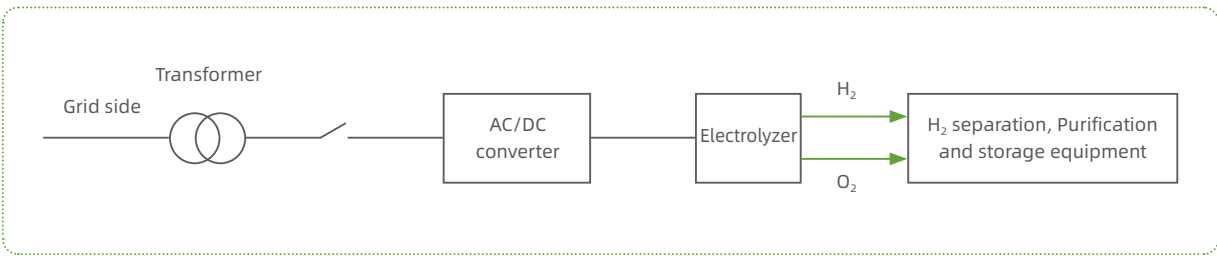 Transformer
Grid side
AC/DC
converter
Electrolyzer
H₂
O₂
H₂ separation, Purification
and storage equipment